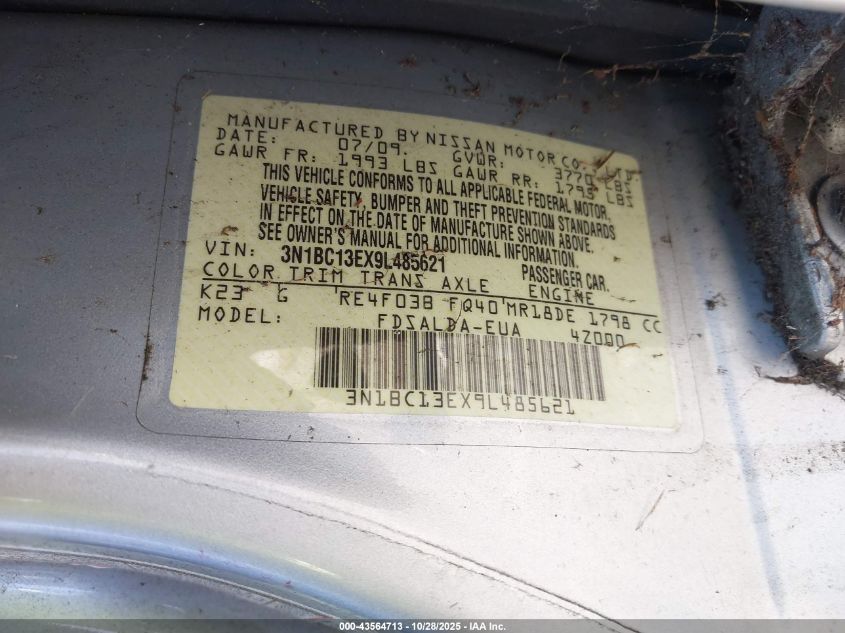 MANUFACTURED BY NISSAN MOTOR CO., LTD
DATE: 07/09. GVWR: 3770 LBS
GAWR FR: 1993 LBS GAWR RR: 1795 LBS
THIS VEHICLE CONFORMS TO ALL APPLICABLE FEDERAL MOTOR
VEHICLE SAFETY, BUMPER AND THEFT PREVENTION STANDARDS
IN EFFECT ON THE DATE OF MANUFACTURE SHOWN ABOVE.
SEE OWNER'S MANUAL FOR ADDITIONAL INFORMATION.
VIN: 3N1BC13EX9L485621 PASSENGER CAR.
COLOR TRIM TRANS AXLE ENGINE
K23 G RE4F03B FQ40 MR18DE 1798 CC
MODEL: FDSALDA-EUA 4Z000
3N1BC13EX9L485621
000-43564713 - 10/28/2025 - IAA Inc.